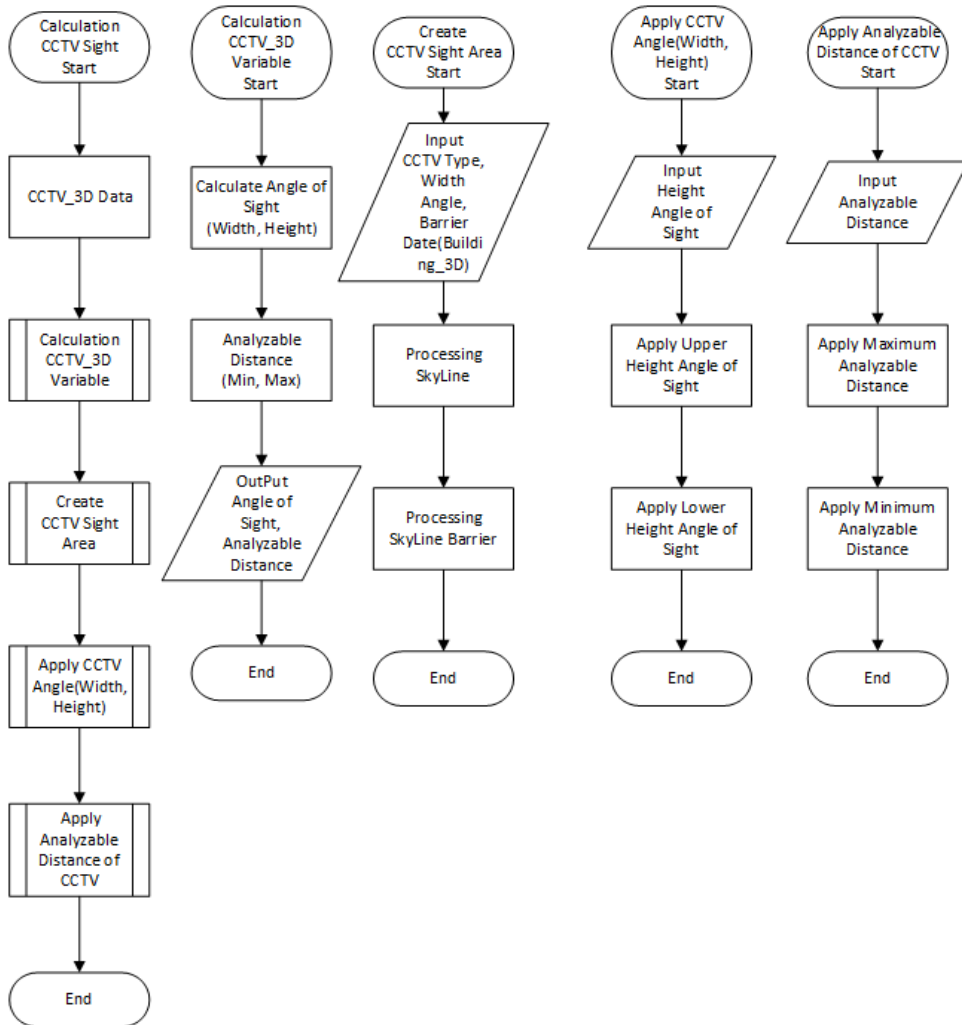 Calculation
CCTV Sight
Start
CCTV_3D Data
Calculation
CCTV_3D
Variable
Create
CCTV Sight
Area
Apply CCTV
Angle(Width,
Height)
Apply
Analyzable
Distance of
CCTV
End
Calculation
CCTV_3D
Variable
Start
Calculate Angle of
Sight
(Width, Height)
Analyzable
Distance
(Min, Max)
OutPut
Angle of
Sight,
Analyzable
Distance
End
Create
CCTV Sight Area
Start
Input
CCTV Type,
Width
Angle,
Barrier
Date(Buildi
ng_3D)
Processing
SkyLine
Processing
SkyLine Barrier
End
Apply CCTV
Angle(Width,
Height)
Start
Input
Height
Angle of
Sight
Apply Upper
Height Angle of
Sight
Apply Lower
Height Angle of
Sight
End
Apply Analyzable
Distance of CCTV
Start
Input
Analyzable
Distance
Apply Maximum
Analyzable
Distance
Apply Minimum
Analyzable
Distance
End